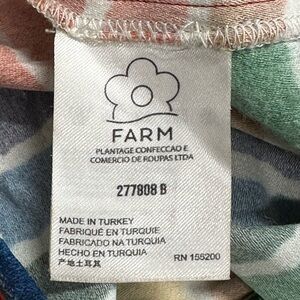 FARM
PLANTAGE CONFECCAO E
COMERCIO DE ROUPAS LTDA
277808 B
MADE IN TURKEY
FABRIQUÉ EN TURQUIE
FABRICADO NA TURQUIA
HECHO EN TURQUIA
产地土耳其
RN 155200